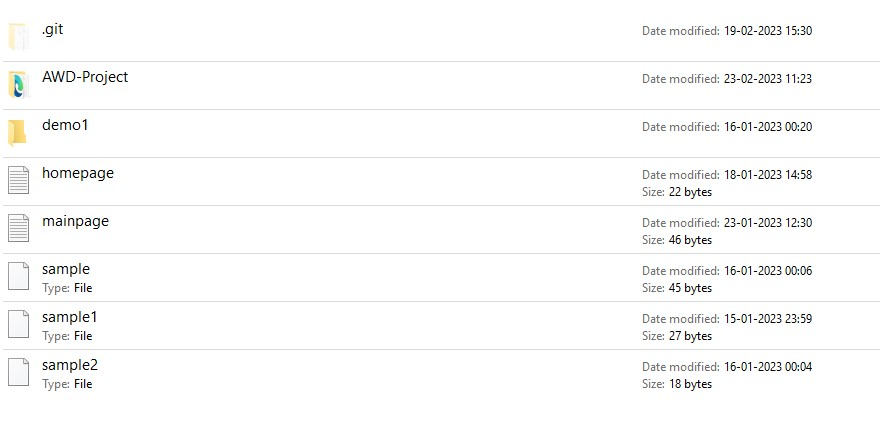 .git Date modified: 19-02-2023 15:30
AWD-Project Date modified: 23-02-2023 11:23
demo1 Date modified: 16-01-2023 00:20
homepage Date modified: 18-01-2023 14:58
Size: 22 bytes
mainpage Date modified: 23-01-2023 12:30
Size: 46 bytes
sample Date modified: 16-01-2023 00:06
Type: File Size: 45 bytes
sample1 Date modified: 15-01-2023 23:59
Type: File Size: 27 bytes
sample2 Date modified: 16-01-2023 00:04
Type: File Size: 18 bytes